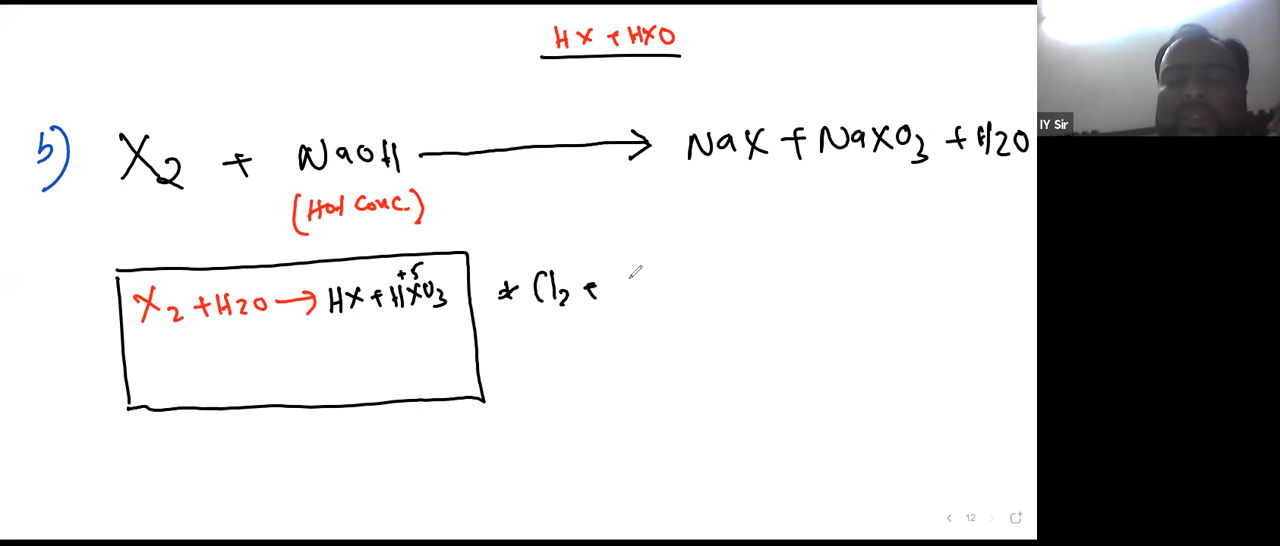 HX + HXO
IY Sir
b) X2 + NaOH ⟶ NaX + NaXO3 + H2O
(Hot Conc.)
+5
X2 + H2O → HX + HXO3 * Cl2 +
12